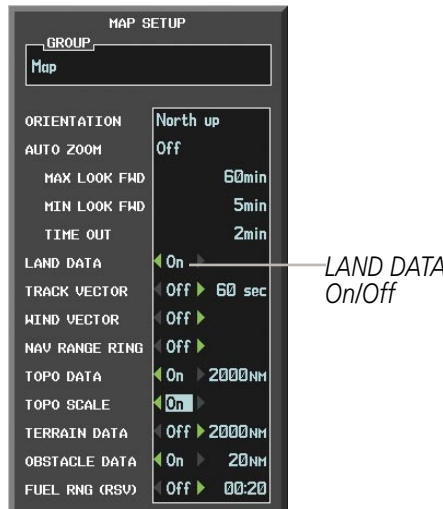 MAP SETUP
GROUP
Map
ORIENTATION North up
AUTO ZOOM Off
MAX LOOK FWD 60min
MIN LOOK FWD 5min
TIME OUT 2min
LAND DATA On
LAND DATA
On/Off
TRACK VECTOR Off 60 sec
WIND VECTOR Off
NAV RANGE RING Off
TOPO DATA On 2000NM
TOPO SCALE On
TERRAIN DATA Off 2000NM
OBSTACLE DATA On 20NM
FUEL RNG (RSV) Off 00:20